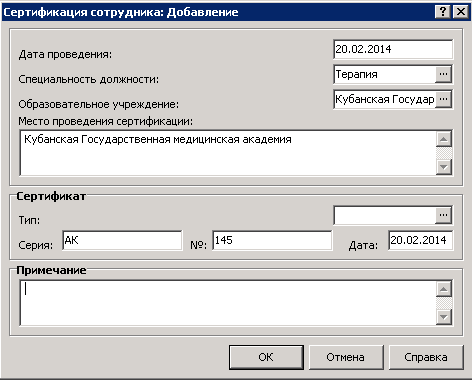 Сертификация сотрудника: Добавление
Дата проведения: 20.02.2014
Специальность должности: Терапия ...
Образовательное учреждение: Кубанская Государ ...
Место проведения сертификации:
Кубанская Государственная медицинская академия
Сертификат
Тип: ...
Серия: АК №: 145 Дата: 20.02.2014
Примечание
ОК Отмена Справка